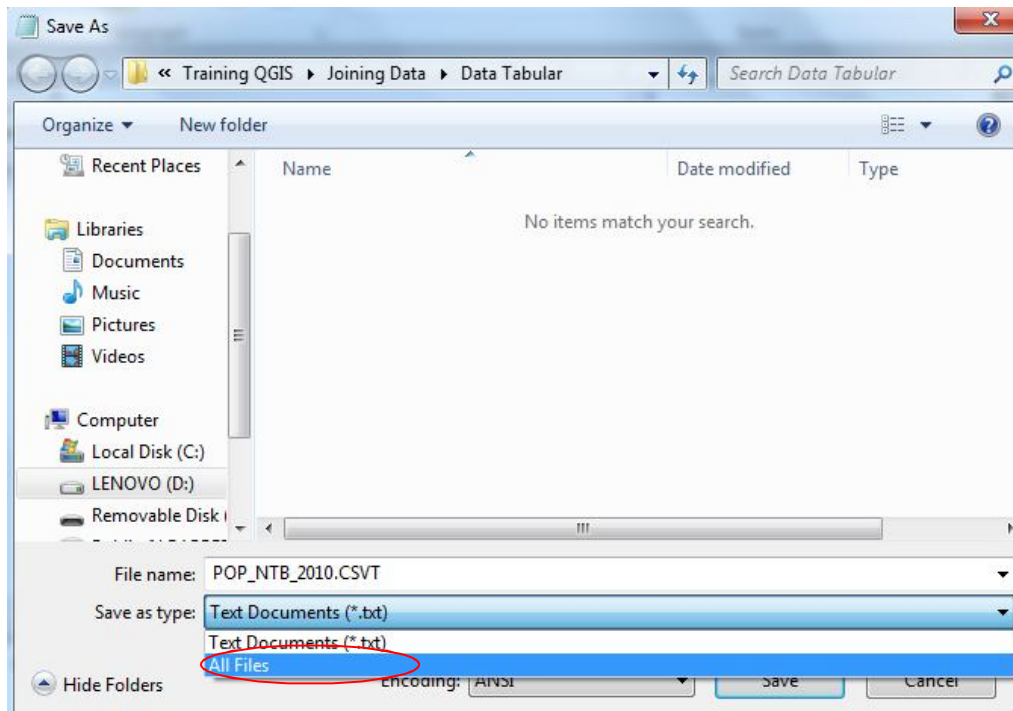 Save As
« Training QGIS ▸ Joining Data ▸ Data Tabular
Search Data Tabular
Organize
New folder
Name
Date modified
Type
No items match your search.
Recent Places
Libraries
Documents
Music
Pictures
Videos
Computer
Local Disk (C:)
LENOVO (D:)
Removable Disk (
File name: POP_NTB_2010.CSVT
Save as type: Text Documents (*.txt)
Text Documents (*.txt)
All Files
Hide Folders
Encoding: ANSI
Save
Cancel